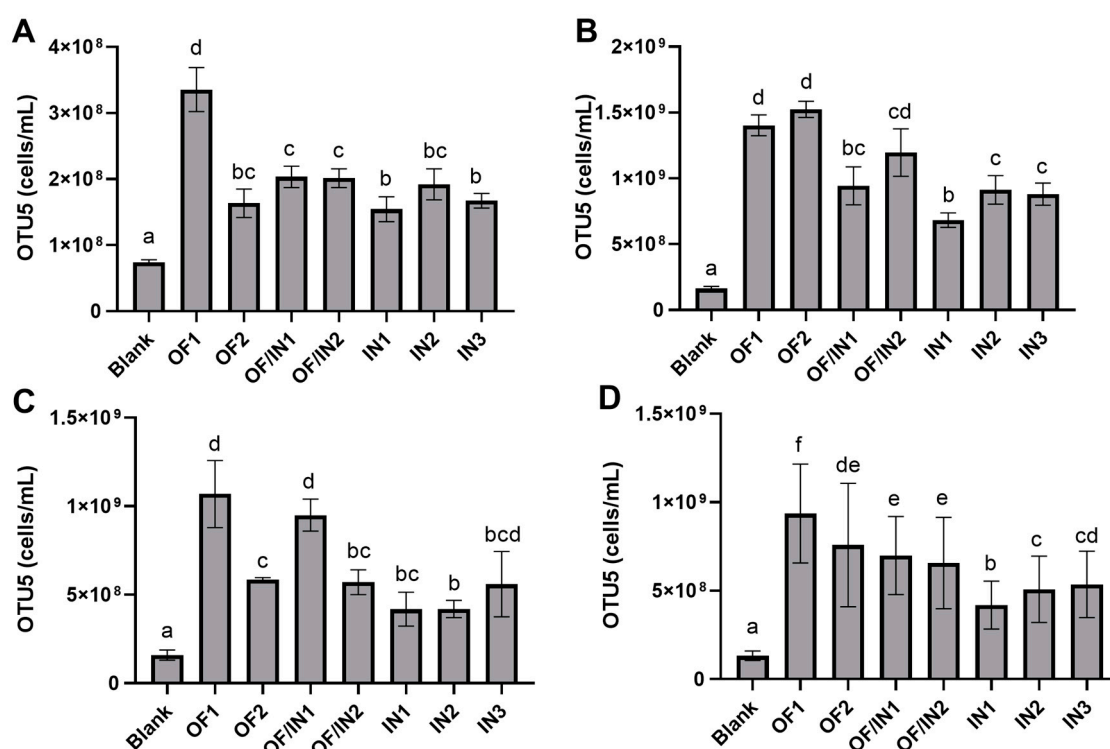 A
OTU5 (cells/mL)
4×10⁸
3×10⁸
2×10⁸
1×10⁸
0
a
d
bc
c
c
b
bc
b
Blank
OF1
OF2
OF/IN1
OF/IN2
IN1
IN2
IN3
B
OTU5 (cells/mL)
2×10⁹
1.5×10⁹
1×10⁹
5×10⁸
0
a
d
d
bc
cd
b
c
c
Blank
OF1
OF2
OF/IN1
OF/IN2
IN1
IN2
IN3
C
OTU5 (cells/mL)
1.5×10⁹
1×10⁹
5×10⁸
0
a
d
c
d
bc
bc
b
bcd
Blank
OF1
OF2
OF/IN1
OF/IN2
IN1
IN2
IN3
D
OTU5 (cells/mL)
1.5×10⁹
1×10⁹
5×10⁸
0
a
f
de
e
e
b
c
cd
Blank
OF1
OF2
OF/IN1
OF/IN2
IN1
IN2
IN3